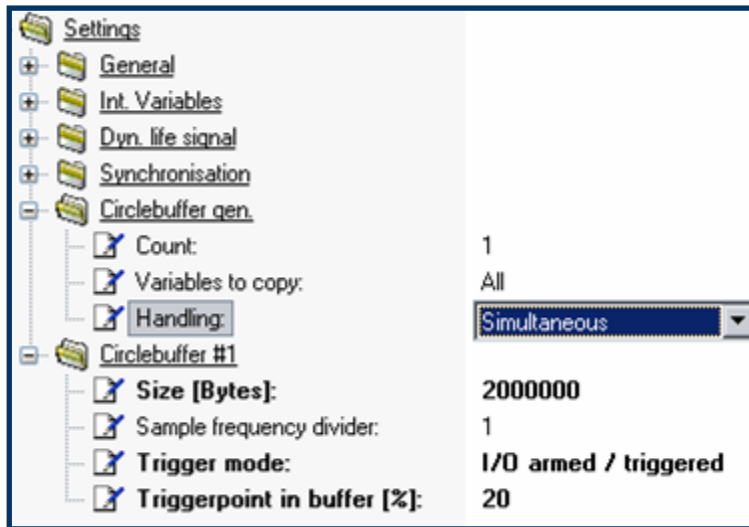 Settings
General
Int. Variables
Dyn. life signal
Synchronisation
Circlebuffer gen.
Count: 1
Variables to copy: All
Handling: Simultaneous
Circlebuffer #1
Size [Bytes]: 2000000
Sample frequency divider: 1
Trigger mode: I/O armed / triggered
Triggerpoint in buffer [%]: 20